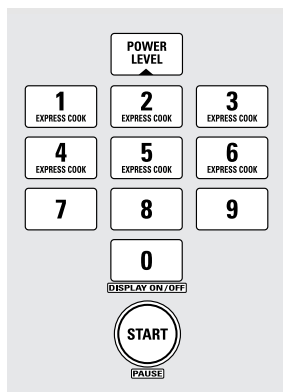 POWER
LEVEL
1 2 3
EXPRESS COOK EXPRESS COOK EXPRESS COOK
4 5 6
EXPRESS COOK EXPRESS COOK EXPRESS COOK
7 8 9
0
DISPLAY ON/OFF
START
PAUSE